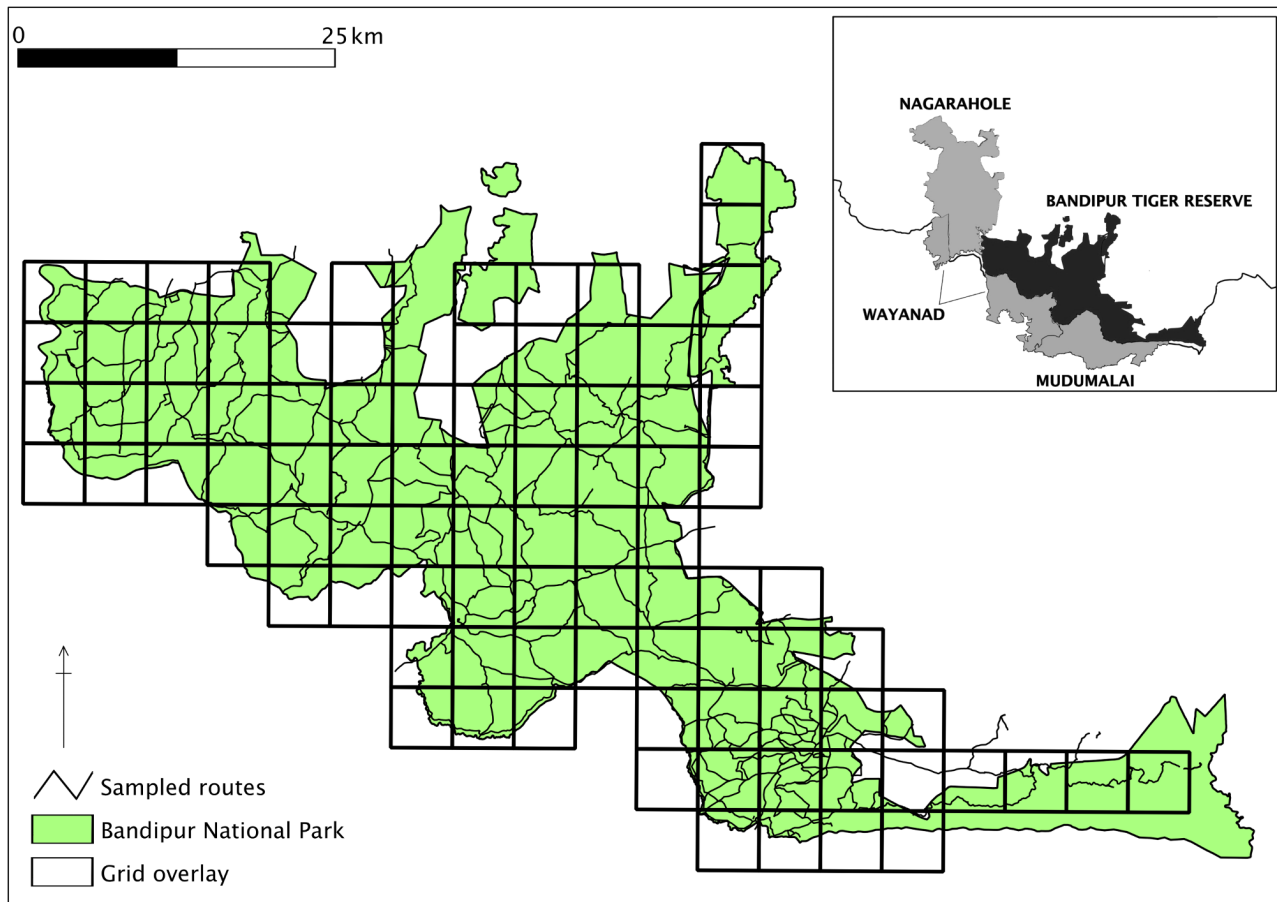 0 25 km
NAGARAHOLE
BANDIPUR TIGER RESERVE
WAYANAD
MUDUMALAI
Sampled routes
Bandipur National Park
Grid overlay